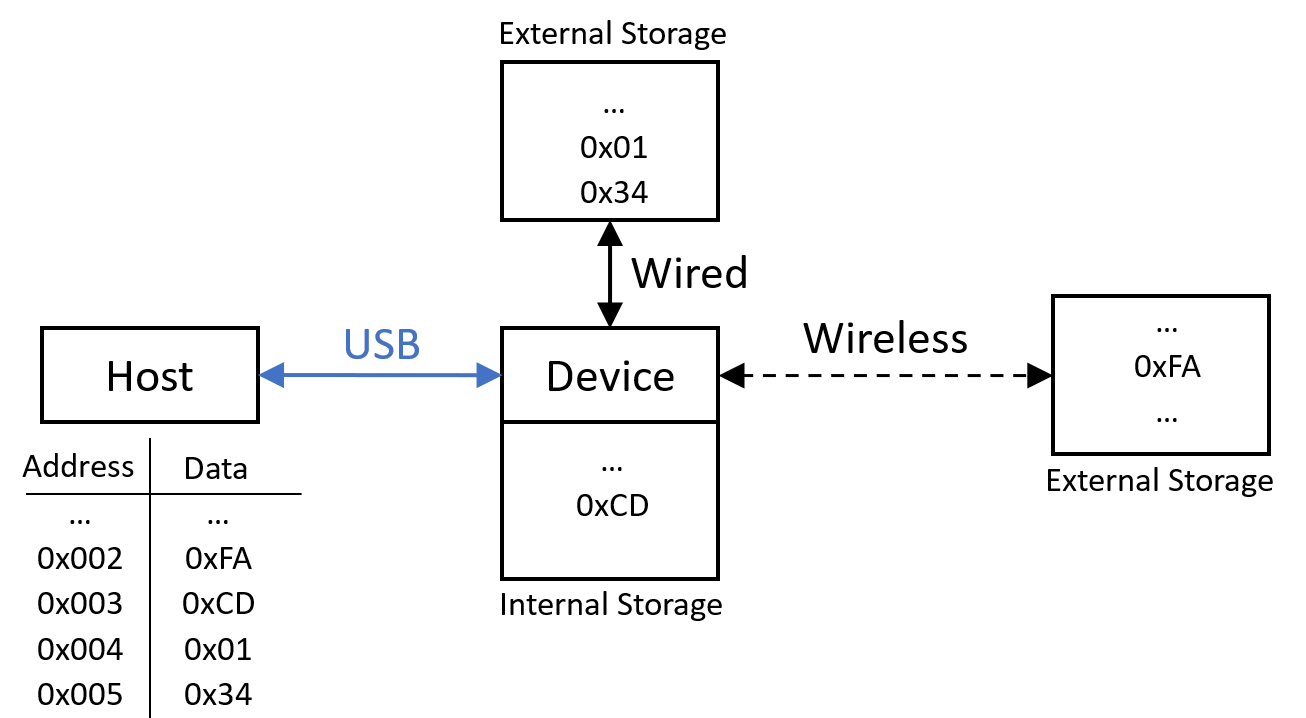 External Storage
...
0x01
0x34
Wired
Host
USB
Device
Wireless
...
0xFA
...
External Storage
...
0xCD
Internal Storage
Address Data
... ...
0x002 0xFA
0x003 0xCD
0x004 0x01
0x005 0x34